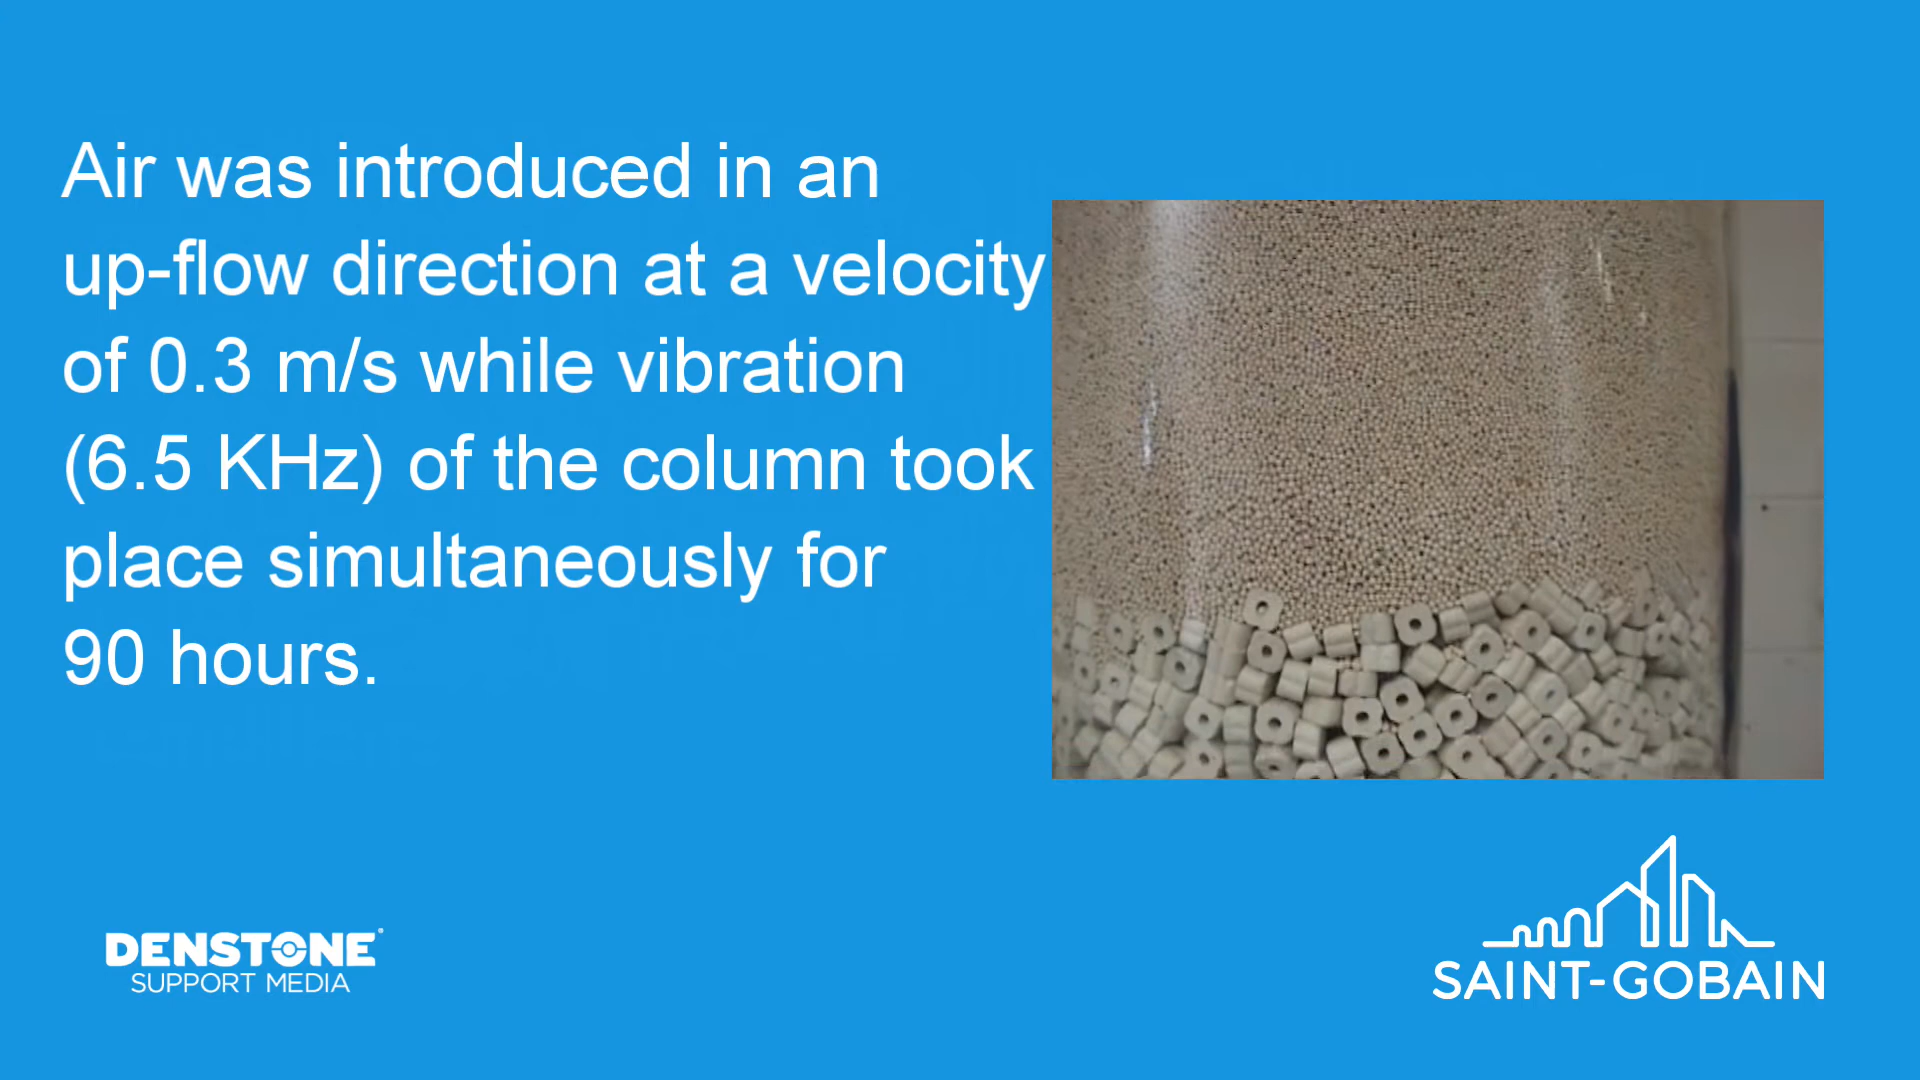 Air was introduced in an
up-flow direction at a velocity
of 0.3 m/s while vibration
(6.5 KHz) of the column took
place simultaneously for
90 hours.
DENSTONE®
SUPPORT MEDIA
SAINT-GOBAIN